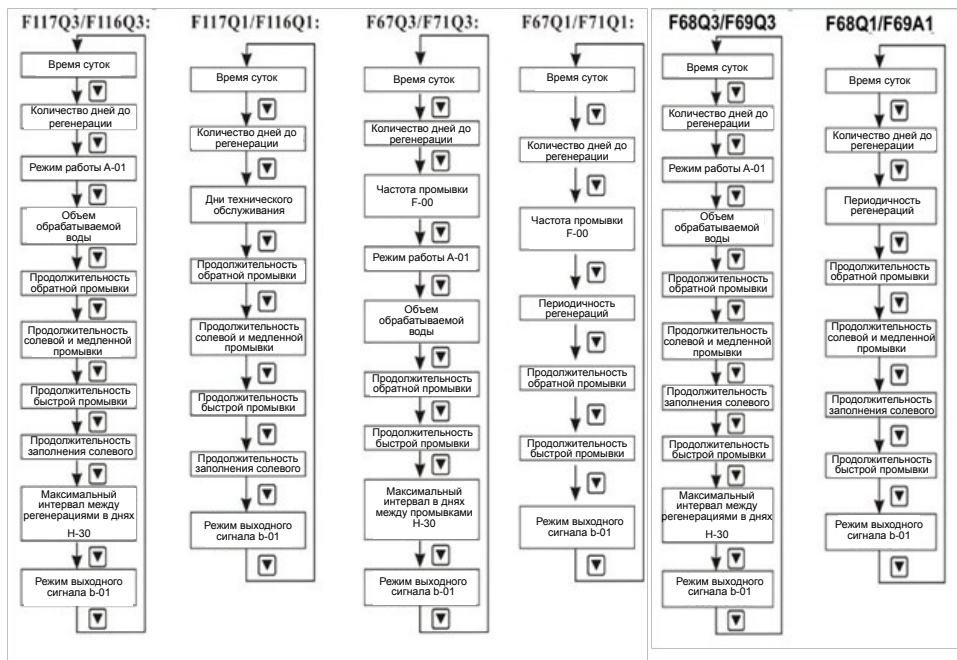 F117Q3/F116Q3:
Время суток
Количество дней до
регенерации
Режим работы A-01
Объем
обрабатываемой
воды
Продолжительность
обратной промывки
Продолжительность
солевой и медленной
промывки
Продолжительность
быстрой промывки
Продолжительность
заполнения солевого
Максимальный
интервал между
регенерациями в днях
H-30
Режим выходного
сигнала b-01
F117Q1/F116Q1:
Время суток
Количество дней до
регенерации
Дни технического
обслуживания
Продолжительность
обратной промывки
Продолжительность
солевой и медленной
промывки
Продолжительность
быстрой промывки
Продолжительность
заполнения солевого
Режим выходного
сигнала b-01
F67Q3/F71Q3:
Время суток
Количество дней до
регенерации
Частота промывки
F-00
Режим работы A-01
Объем
обрабатываемой
воды
Продолжительность
обратной промывки
Продолжительность
быстрой промывки
Максимальный
интервал в днях
между промывками
H-30
Режим выходного
сигнала b-01
F67Q1/F71Q1:
Время суток
Количество дней до
регенерации
Частота промывки
F-00
Периодичность
регенераций
Продолжительность
обратной промывки
Продолжительность
быстрой промывки
Режим выходного
сигнала b-01
F68Q3/F69Q3
Время суток
Количество дней до
регенерации
Режим работы A-01
Объем
обрабатываемой
воды
Продолжительность
обратной промывки
Продолжительность
солевой и медленной
промывки
Продолжительность
заполнения солевого
Продолжительность
быстрой промывки
Максимальный
интервал между
регенерациями в днях
H-30
Режим выходного
сигнала b-01
F68Q1/F69A1
Время суток
Количество дней до
регенерации
Периодичность
регенераций
Продолжительность
обратной промывки
Продолжительность
солевой и медленной
промывки
Продолжительность
заполнения солевого
Продолжительность
быстрой промывки
Режим выходного
сигнала b-01